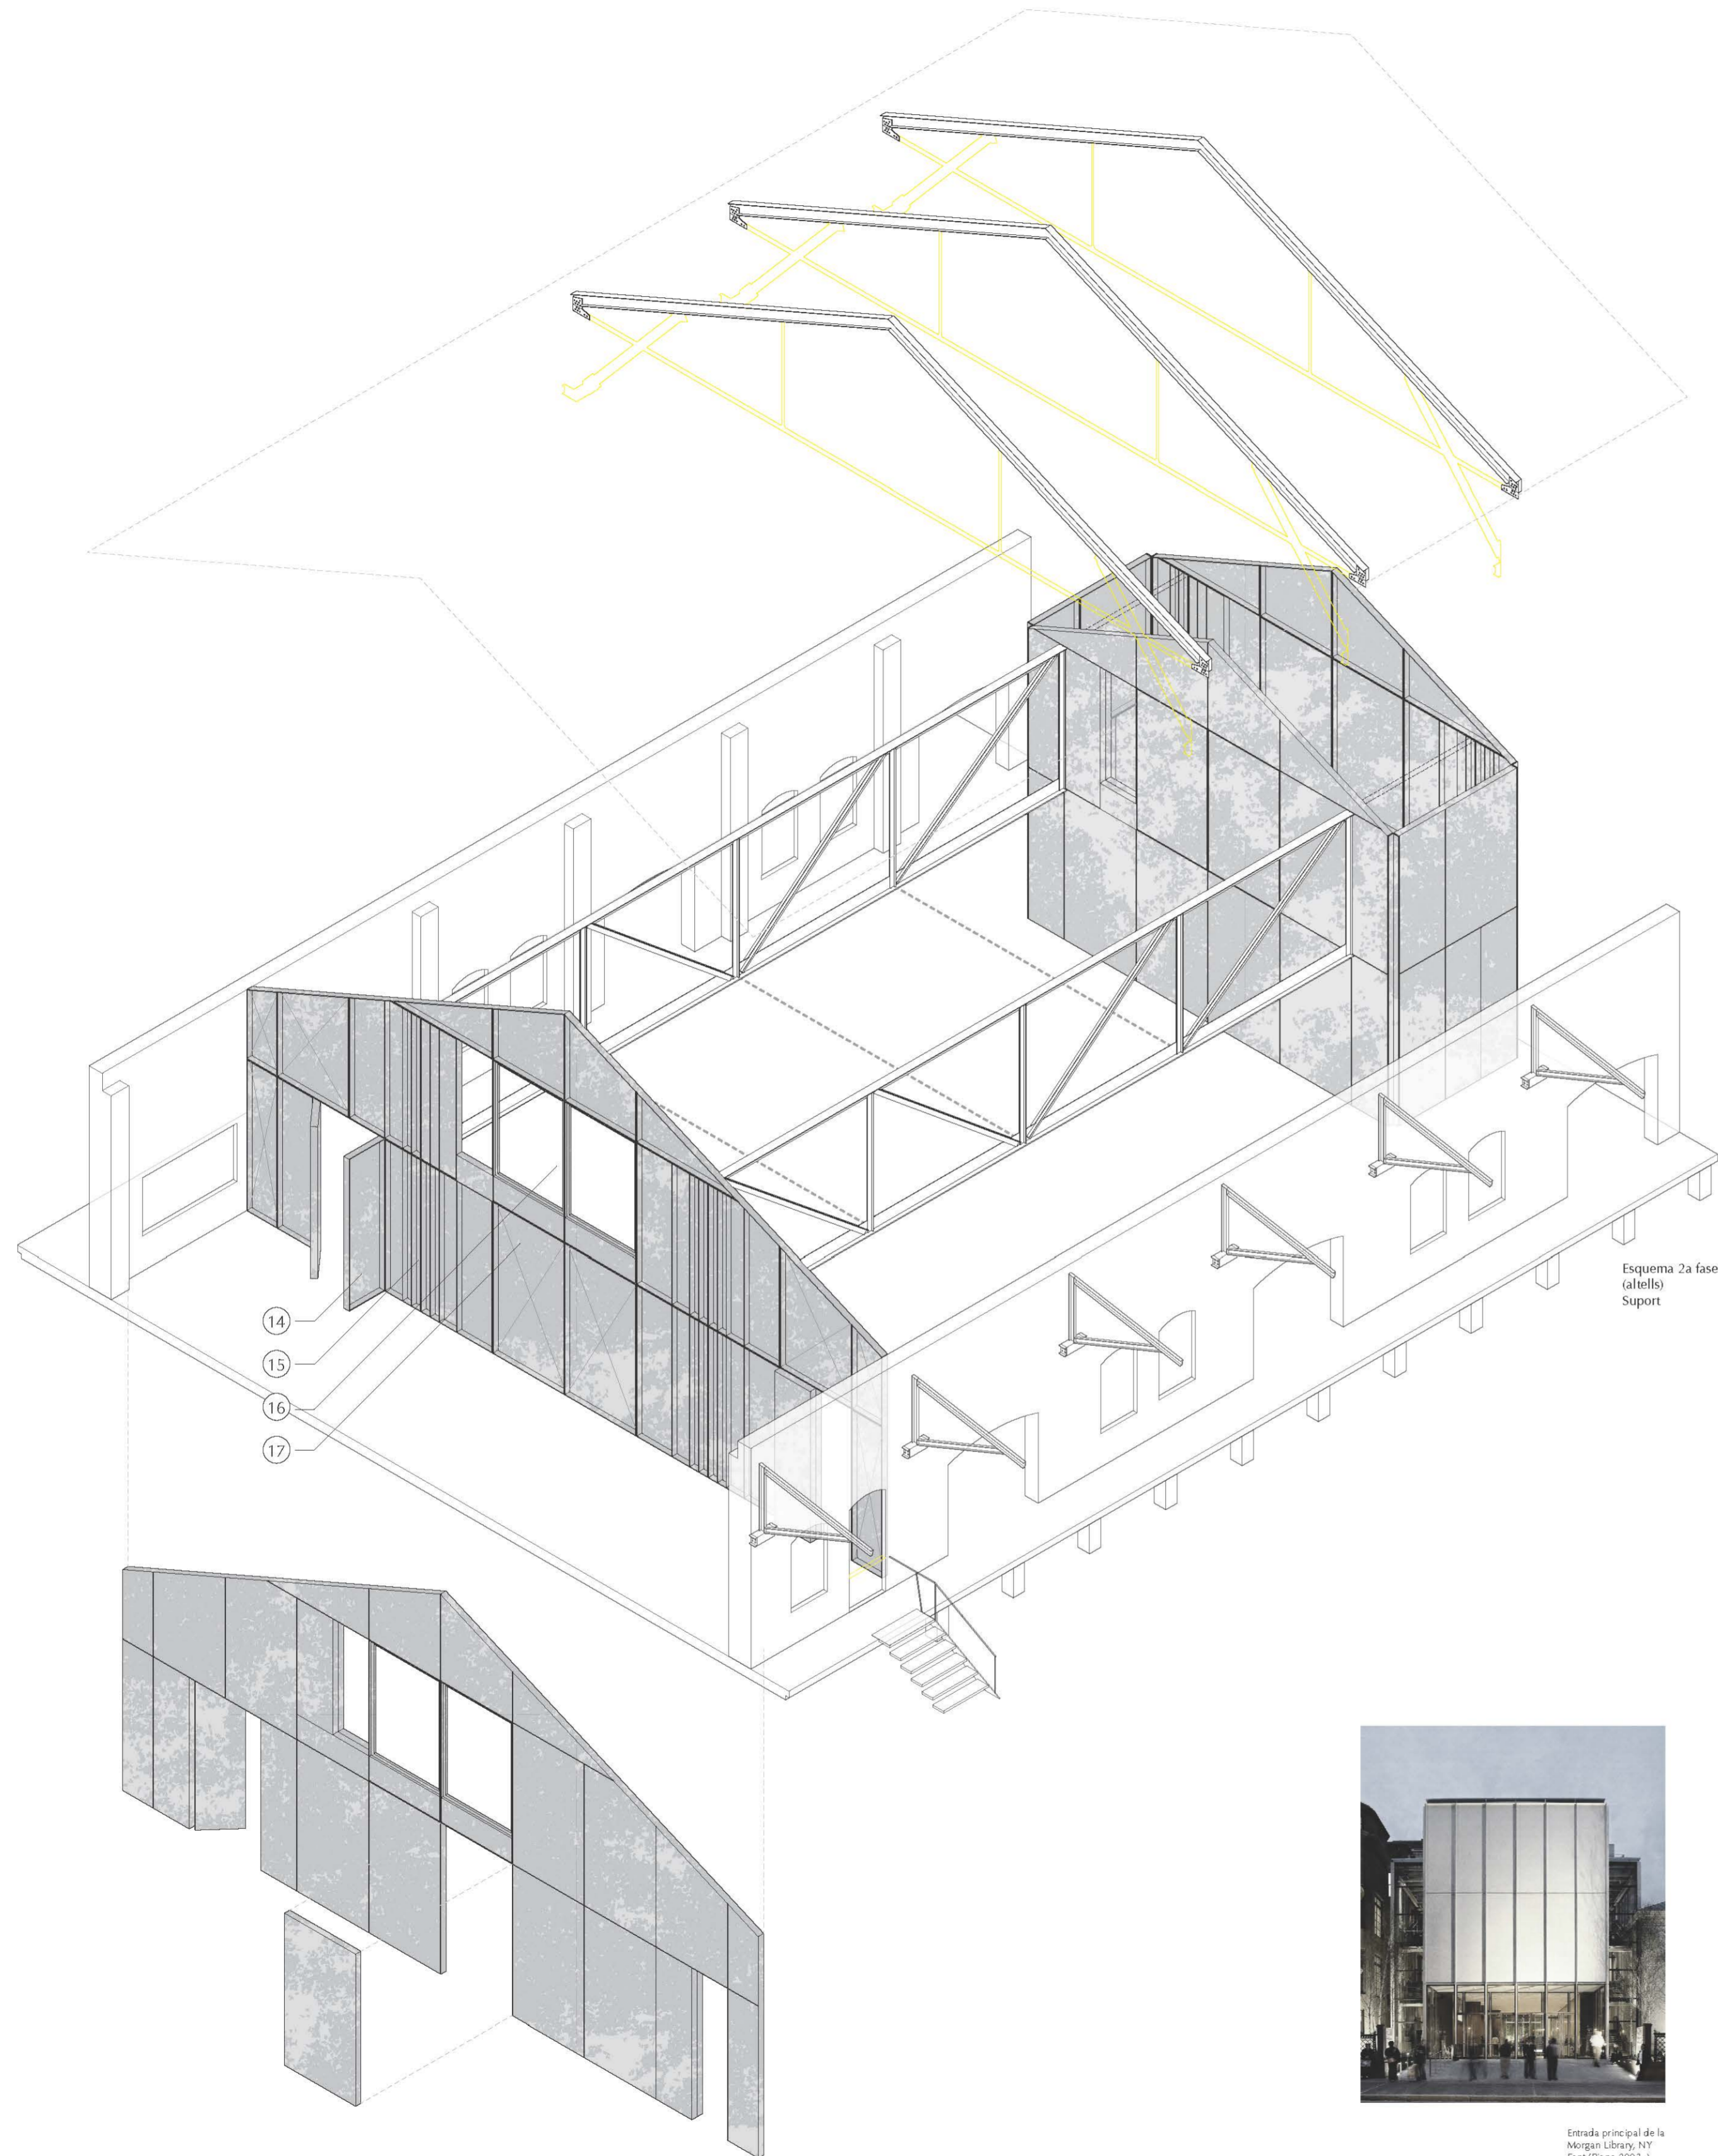 14
15
16
17
Esquema 2a fase
(altells)
Suport
Entrada principal de la
Morgan Library, NY